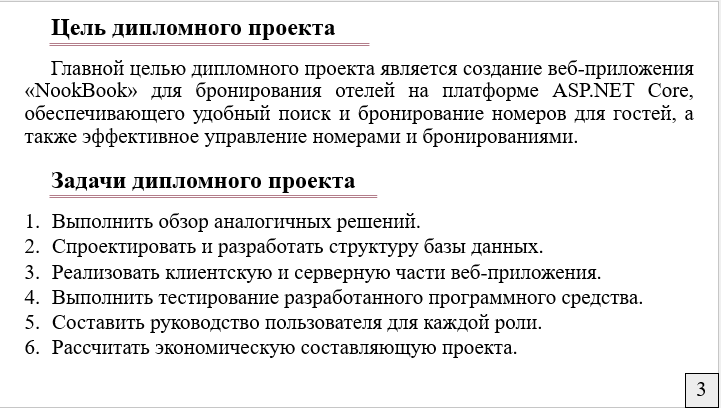 Цель дипломного проекта
Главной целью дипломного проекта является создание веб-приложения
«NookBook» для бронирования отелей на платформе ASP.NET Core,
обеспечивающего удобный поиск и бронирование номеров для гостей, а
также эффективное управление номерами и бронированиями.
Задачи дипломного проекта
1. Выполнить обзор аналогичных решений.
2. Спроектировать и разработать структуру базы данных.
3. Реализовать клиентскую и серверную части веб-приложения.
4. Выполнить тестирование разработанного программного средства.
5. Составить руководство пользователя для каждой роли.
6. Рассчитать экономическую составляющую проекта.
3